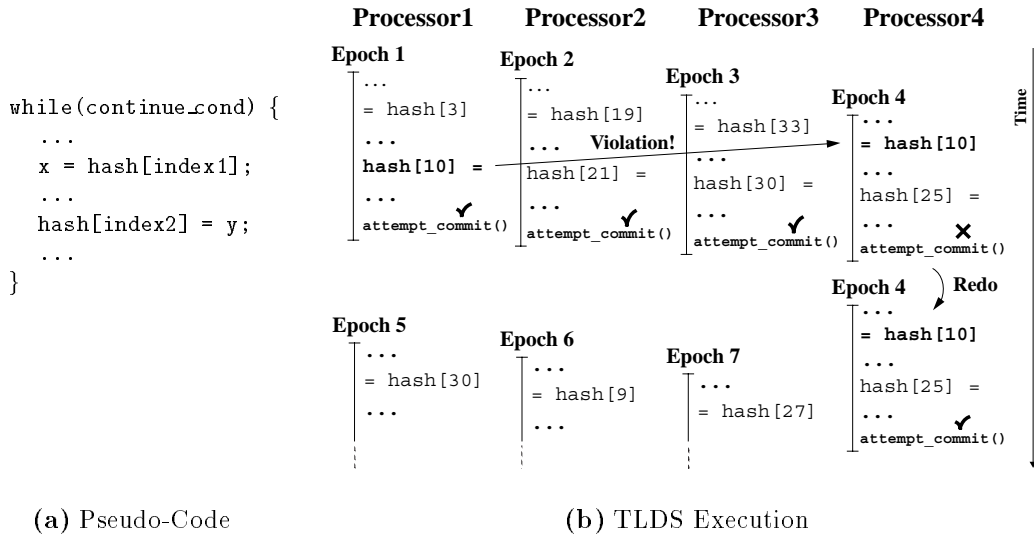 while(continue_cond) {
...
x = hash[index1];
...
hash[index2] = y;
...
}
(a) Pseudo-Code
Processor1
Processor2
Processor3
Processor4
Time
Epoch 1
...
= hash[3]
...
hash[10] =
...
attempt_commit()
Violation!
Epoch 2
...
= hash[19]
...
hash[21] =
...
attempt_commit()
Epoch 3
...
= hash[33]
...
hash[30] =
...
attempt_commit()
Epoch 4
...
= hash[10]
...
hash[25] =
...
attempt_commit()
Redo
Epoch 5
...
= hash[30]
...
Epoch 6
...
= hash[9]
...
Epoch 7
...
= hash[27]
Epoch 4
...
= hash[10]
...
hash[25] =
...
attempt_commit()
(b) TLDS Execution